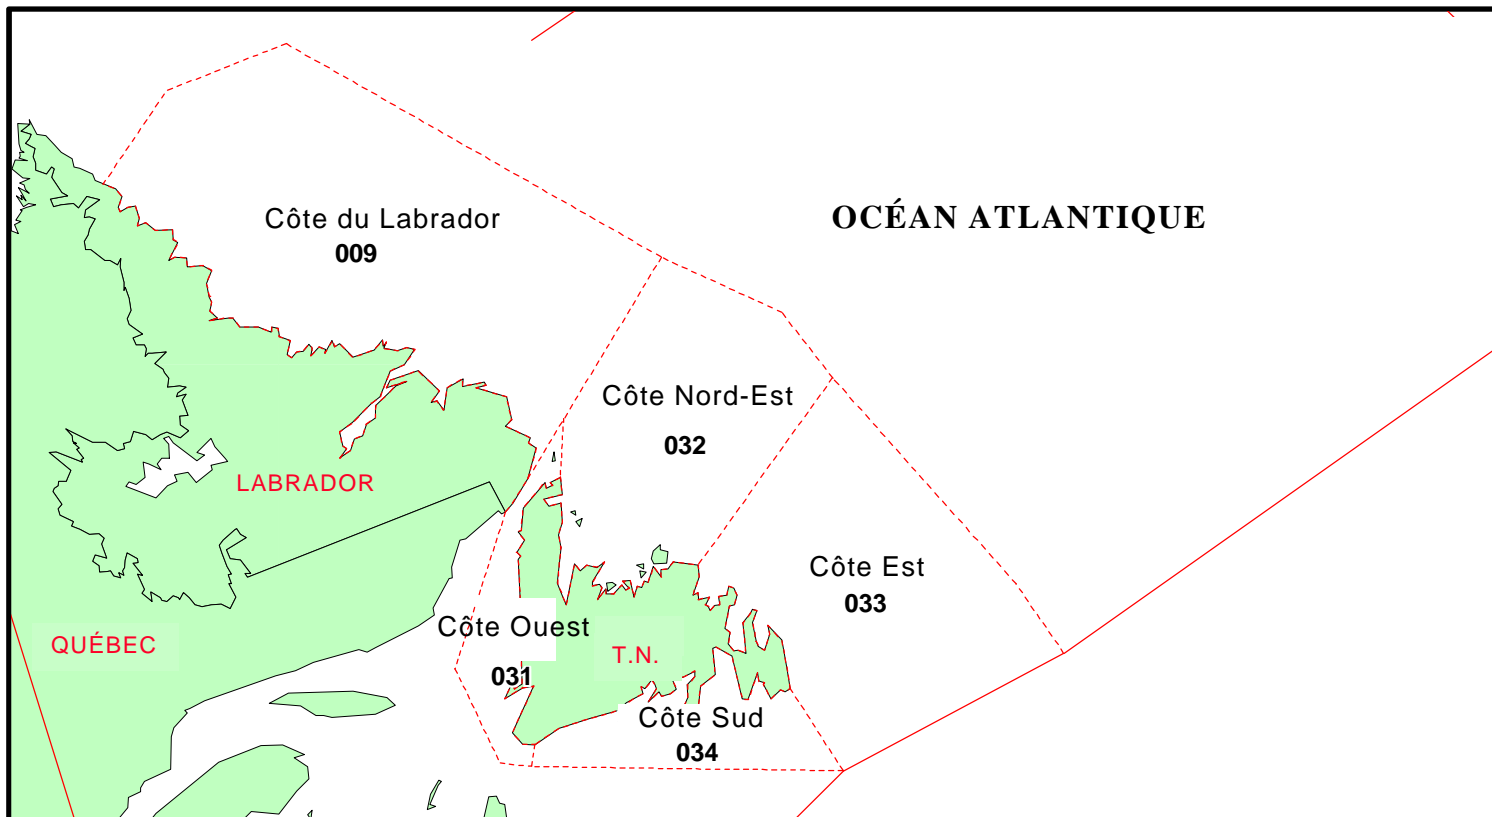 OCÉAN ATLANTIQUE
Côte du Labrador
009
Côte Nord-Est
032
LABRADOR
Côte Est
033
Côte Ouest
031
QUÉBEC
T.N.
Côte Sud
034